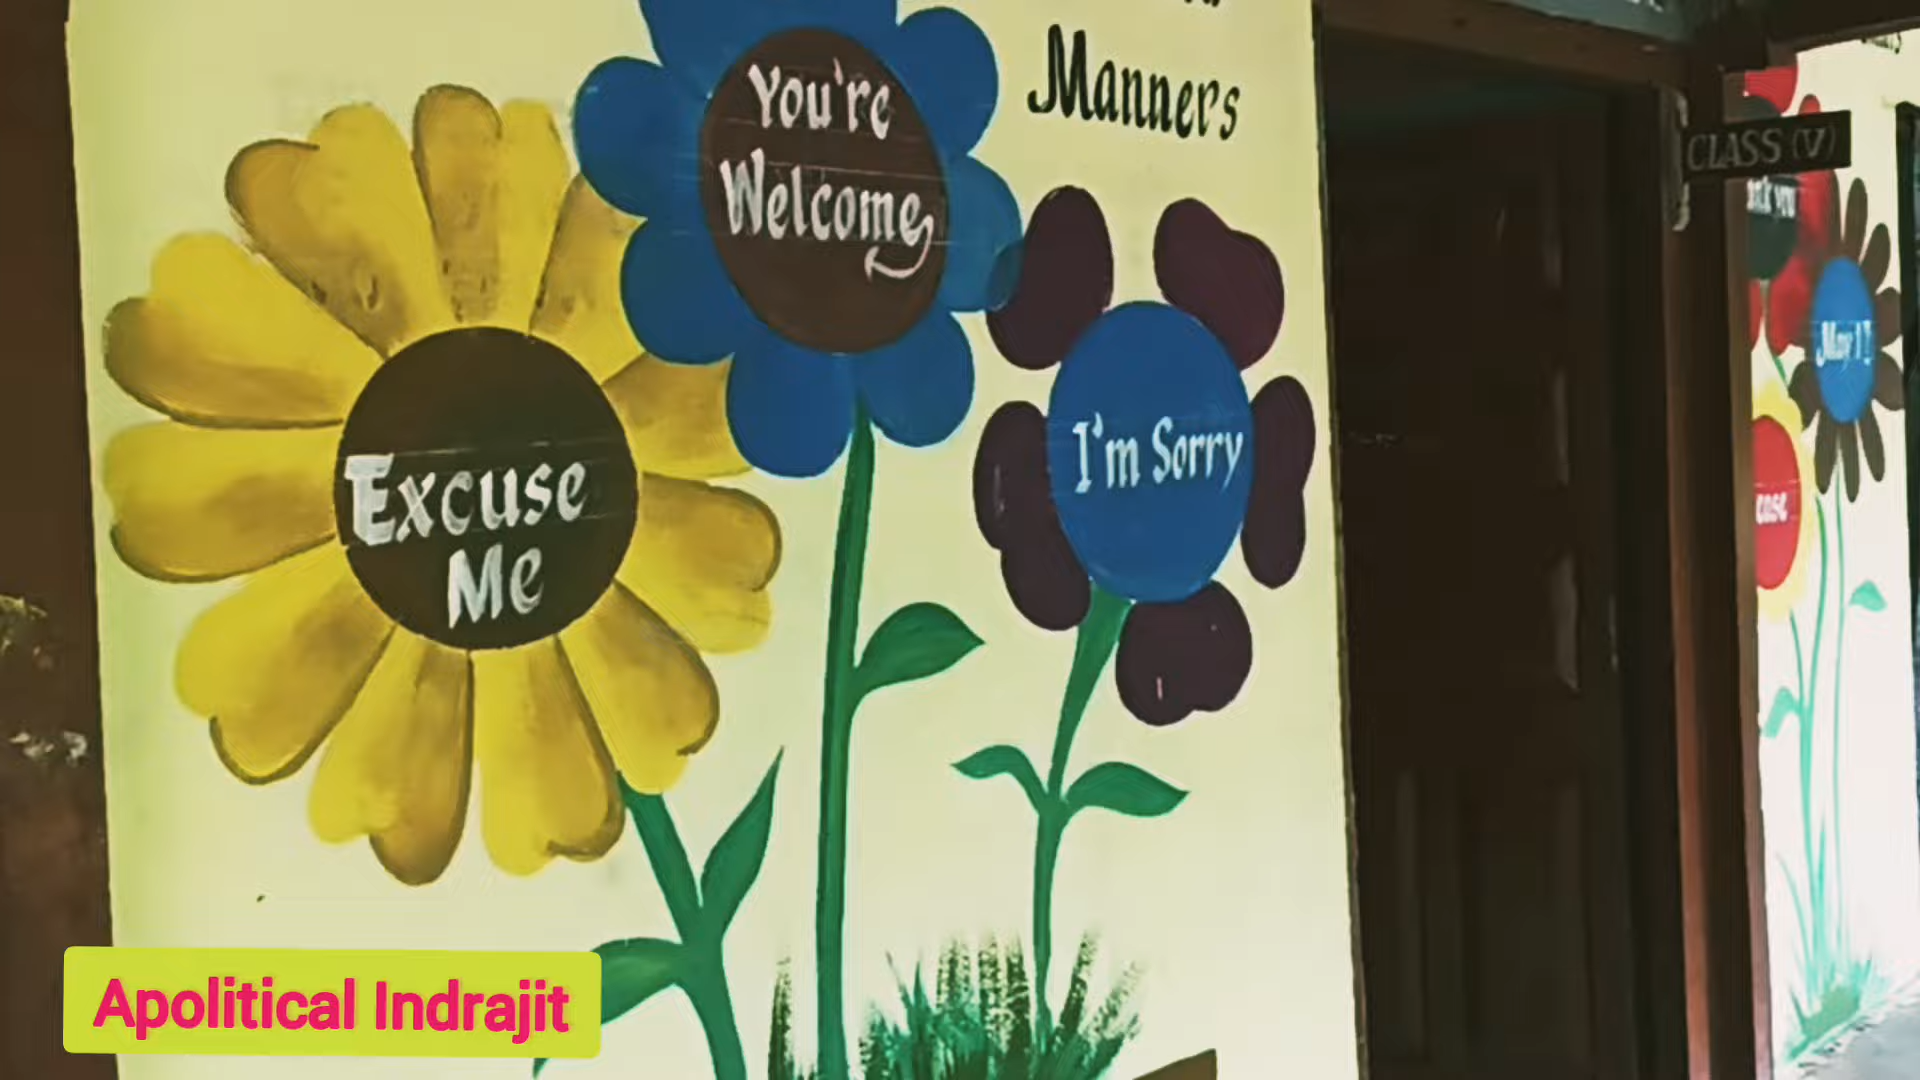 Manners
You're
Welcome
CLASS (V)
I'm Sorry
Excuse
Me
May I
Apolitical Indrajit